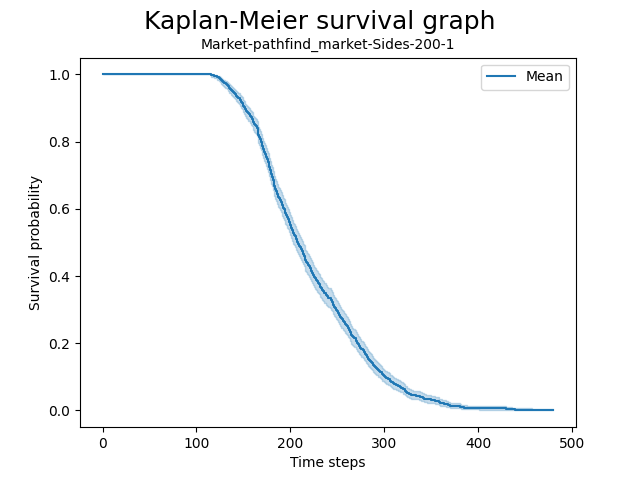 Kaplan-Meier survival graph
Market-pathfind_market-Sides-200-1
Mean
Survival probability
1.0
0.8
0.6
0.4
0.2
0.0
0 100 200 300 400 500
Time steps